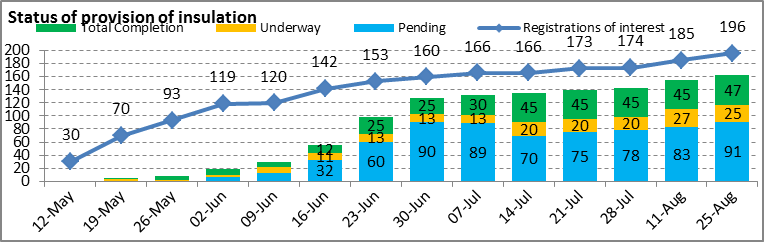 Status of provision of insulation
Total Completion Underway Pending Registrations of interest
30 70 93 119 120 142 153 160 166 166 173 174 185 196
200
180
160
140
120
100
80
60
40
20
0
12 25 25 30 45 45 45 45 47
11 13 13 13 20 20 20 27 25
32 60 90 89 70 75 78 83 91
12-May 19-May 26-May 02-Jun 09-Jun 16-Jun 23-Jun 30-Jun 07-Jul 14-Jul 21-Jul 28-Jul 11-Aug 25-Aug